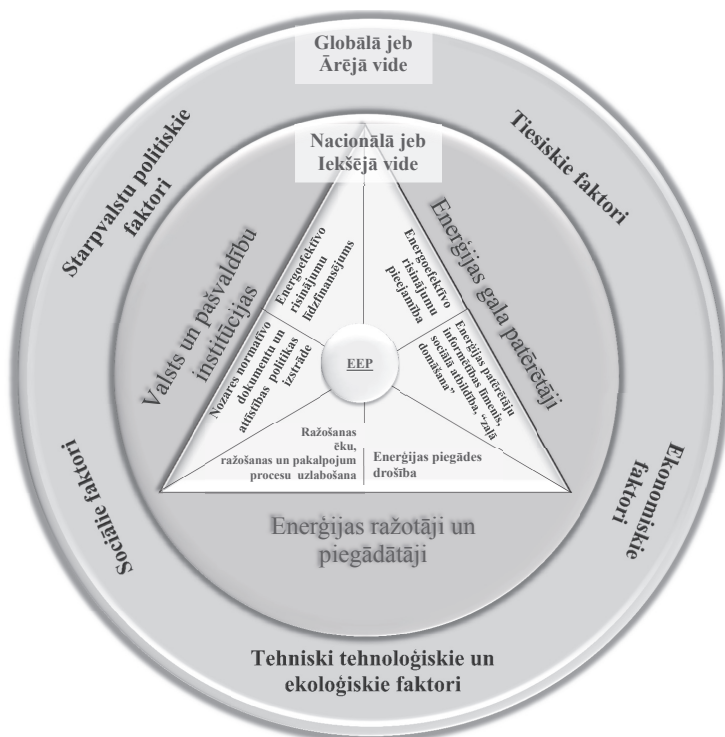 Globālā jeb
Ārējā vide
Starpvalstu politiskie
faktori
Tiesiskie faktori
Nacionālā jeb
Iekšējā vide
Valsts un pašvaldību
institūcijas
Enerģijas gala patērētāji
Energoefektīvo
risinājumu
līdzfinansējums
Energoefektīvo
risinājumu
pieejamība
Nozares normatīvo
dokumentu un
attīstības politikas
izstrāde
EEP
Enerģijas patērētāju
informētības līmenis,
sociālā atbildība, “zaļā
domāšana”
Ražošanas
ēku,
ražošanas un pakalpojum
procesu uzlabošana
Enerģijas piegādes
drošība
Sociālie faktori
Ekonomiskie
faktori
Enerģijas ražotāji un
piegādātāji
Tehniski tehnoloģiskie un
ekoloģiskie faktori